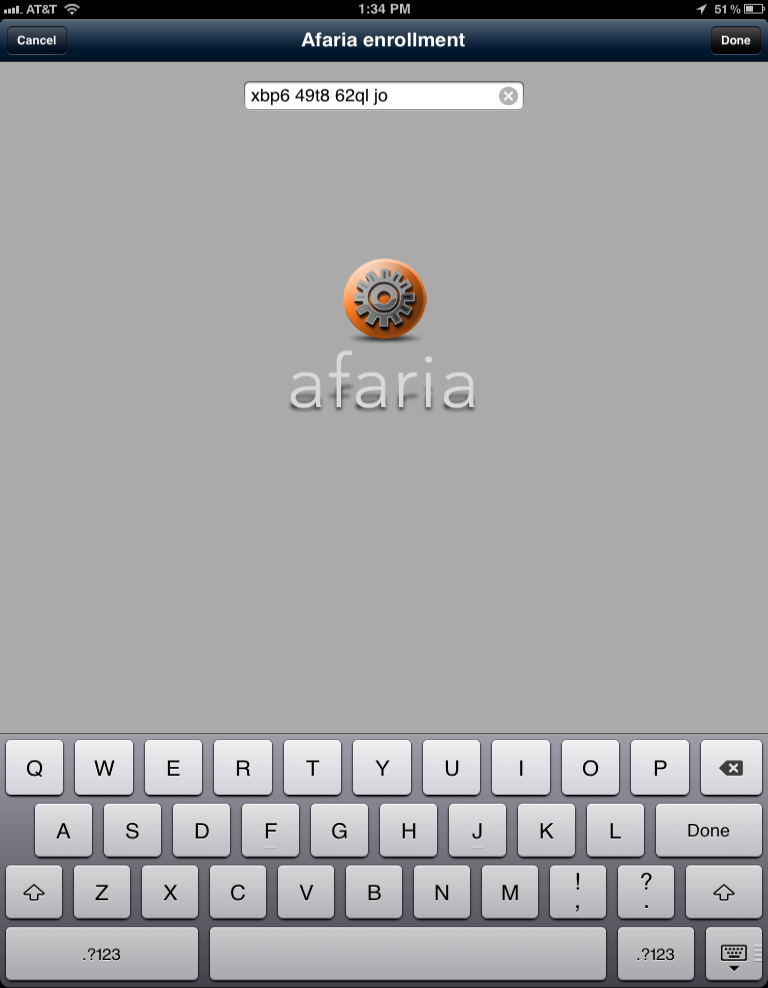 AT&T 1:34 PM 51 %
Cancel Afaria enrollment Done
xbp6 49t8 62ql jo
afaria
Q W E R T Y U I O P
A S D F G H J K L Done
Z X C V B N M ! , ? .
.?123 .?123